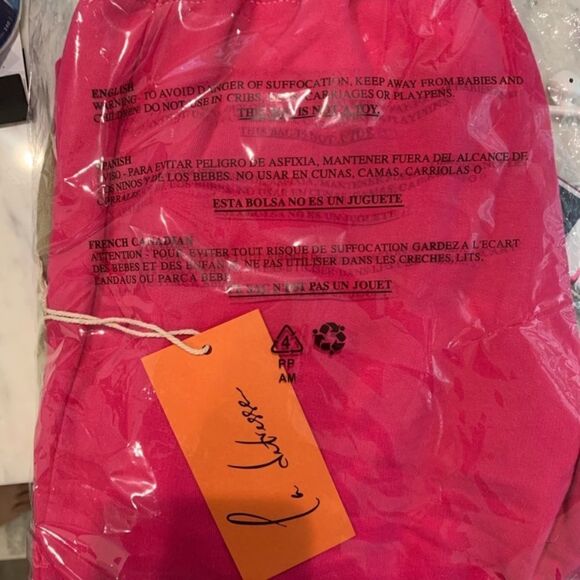 ENGLISH
WARNING- TO AVOID DANGER OF SUFFOCATION, KEEP AWAY FROM BABIES AND
CHILDREN! DO NOT USE IN CRIBS, CARRIAGES OR PLAYPENS.
THIS BAG IS NOT A TOY.
SPANISH
AVISO - PARA EVITAR PELIGRO DE ASFIXIA, MANTENER FUERA DEL ALCANCE DE
LOS NINOS Y DE LOS BEBES. NO USAR EN CUNAS, CAMAS, CARRIOLAS O
CORRALES
ESTA BOLSA NO ES UN JUGUETE
FRENCH CANADIAN
ATTENTION - POUR EVITER TOUT RISQUE DE SUFFOCATION GARDEZ A L'ECART
DES BEBES ET DES ENFANTS NE PAS UTILISER DANS LES CRECHES, LITS,
LANDAUS OU PARC A BEBE
CE SAC N'EST PAS UN JOUET
4
PB
AM